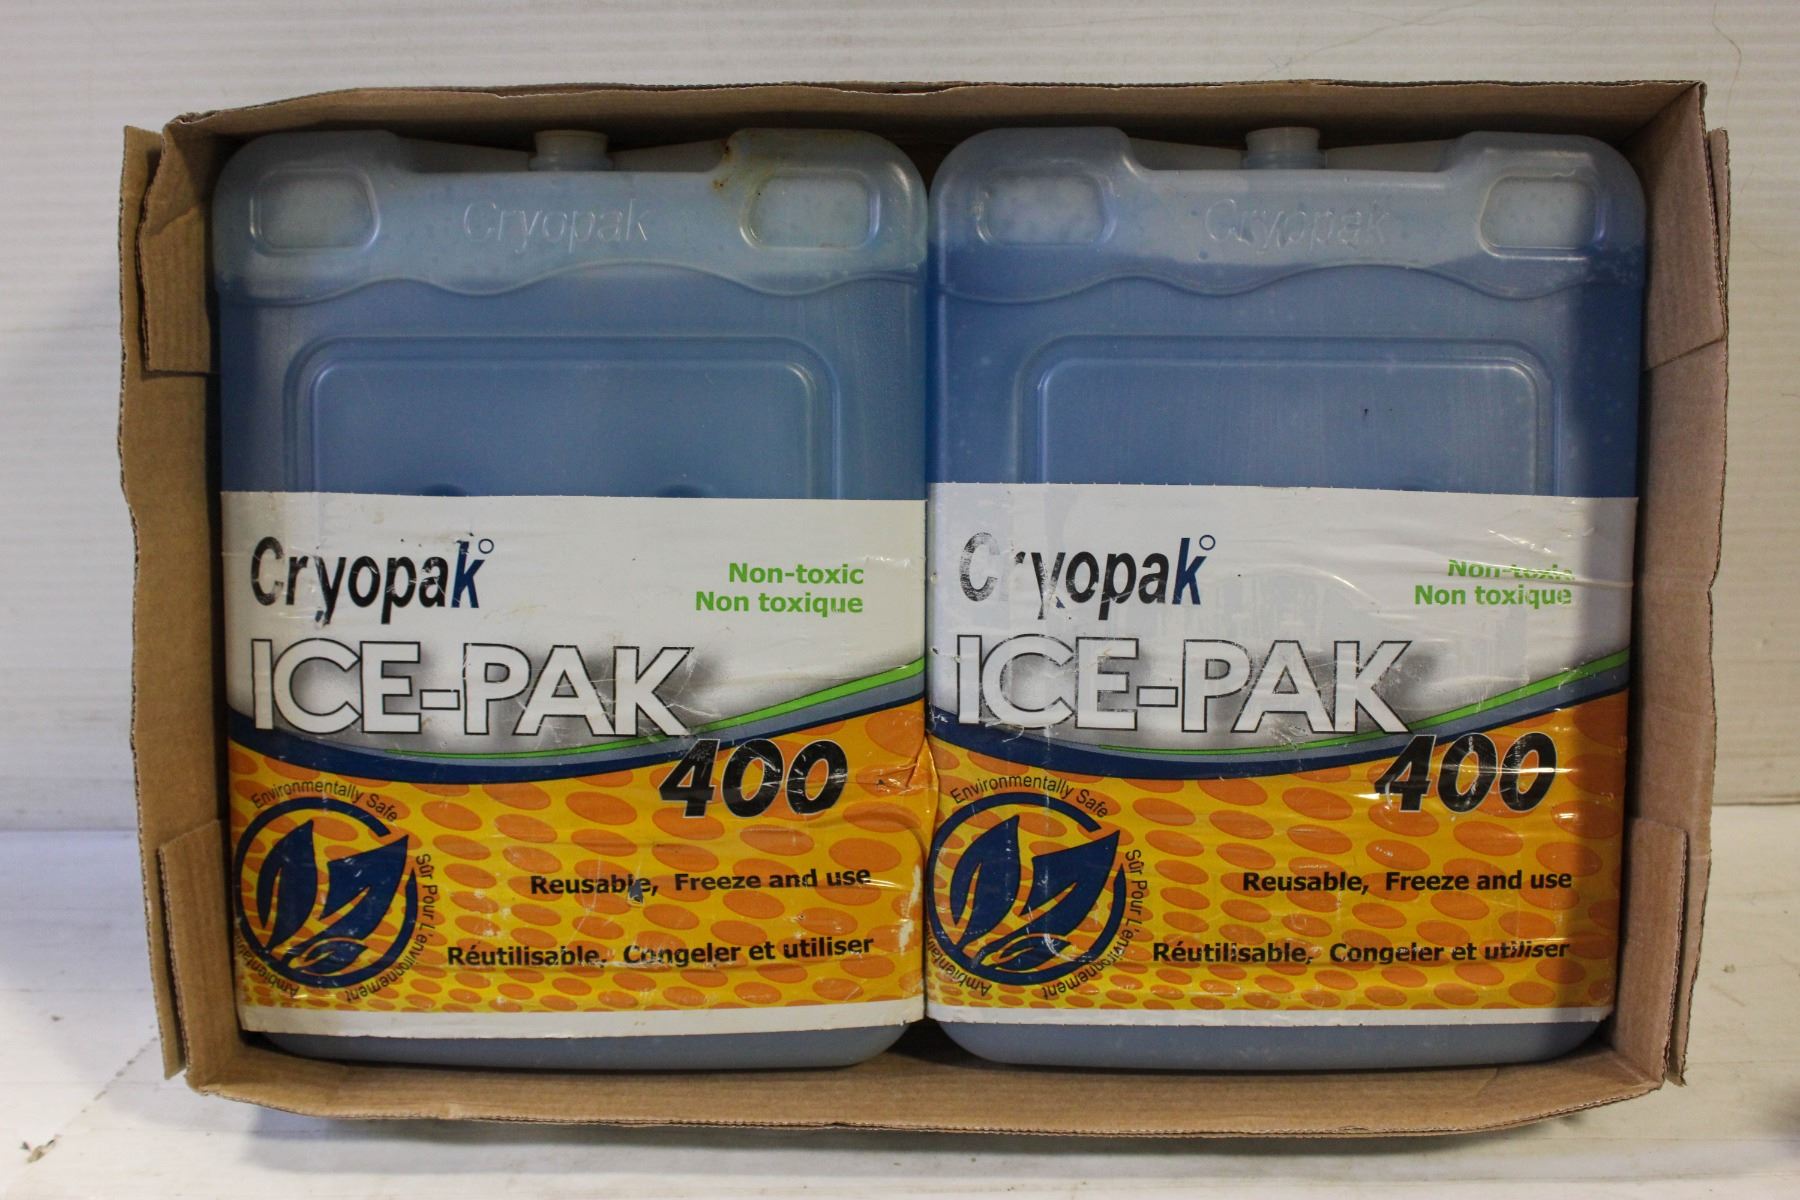 Cryopak
Cryopak
Non-toxic
Non toxique
ICE-PAK
400
Environmentally Safe
Sûr Pour L'environnement
Reusable, Freeze and use
Réutilisable, Congeler et utiliser
Cryopak
Cryopak
Non-toxic
Non toxique
ICE-PAK
400
Environmentally Safe
Sûr Pour L'environnement
Reusable, Freeze and use
Réutilisable, Congeler et utiliser